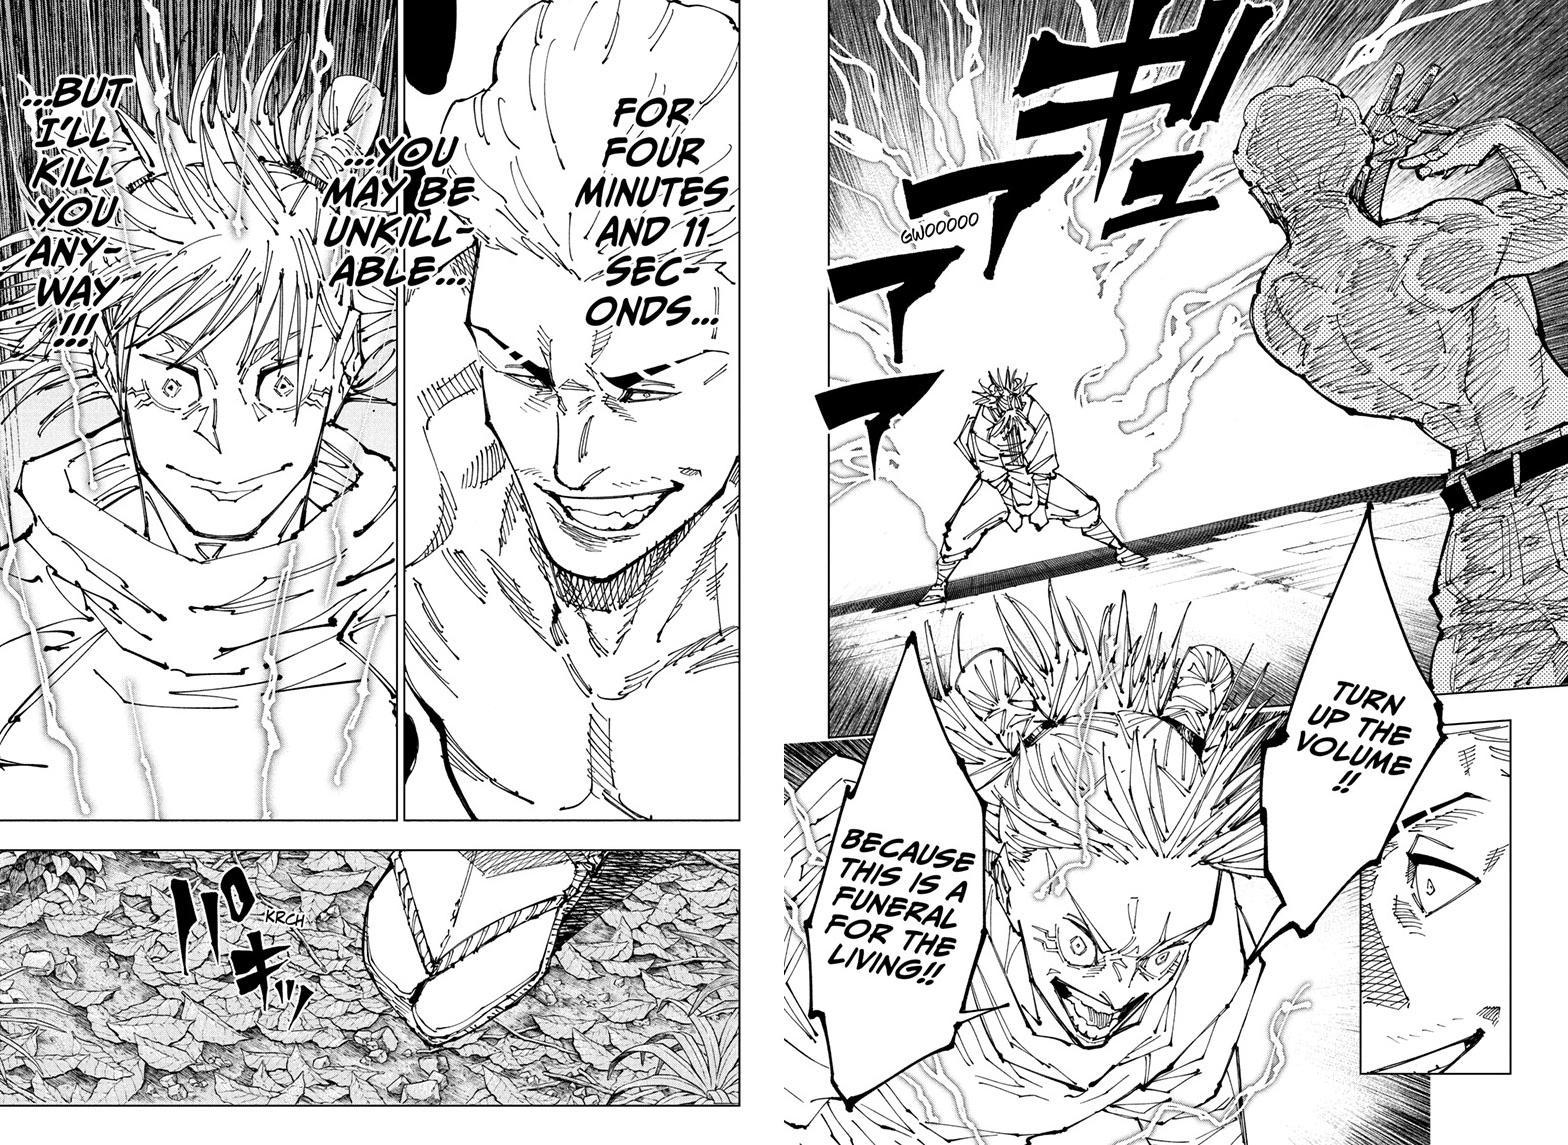 ギュアアア
GWOOOOO
TURN
UP THE
VOLUME
!!
BECAUSE
THIS IS A
FUNERAL
FOR THE
LIVING!!
FOR
FOUR
MINUTES
AND 11
SEC-
ONDS...
...YOU
MAY BE
UNKILL-
ABLE...
...BUT
I'LL
KILL
YOU
ANY-
WAY
!!!
パキッ
KRCH